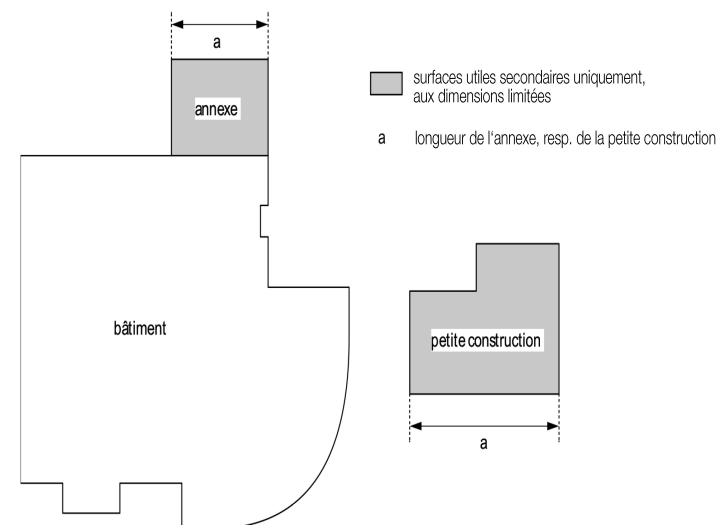 a
annexe
surfaces utiles secondaires uniquement,
aux dimensions limitées
a longueur de l'annexe, resp. de la petite construction
bâtiment
petite construction
a